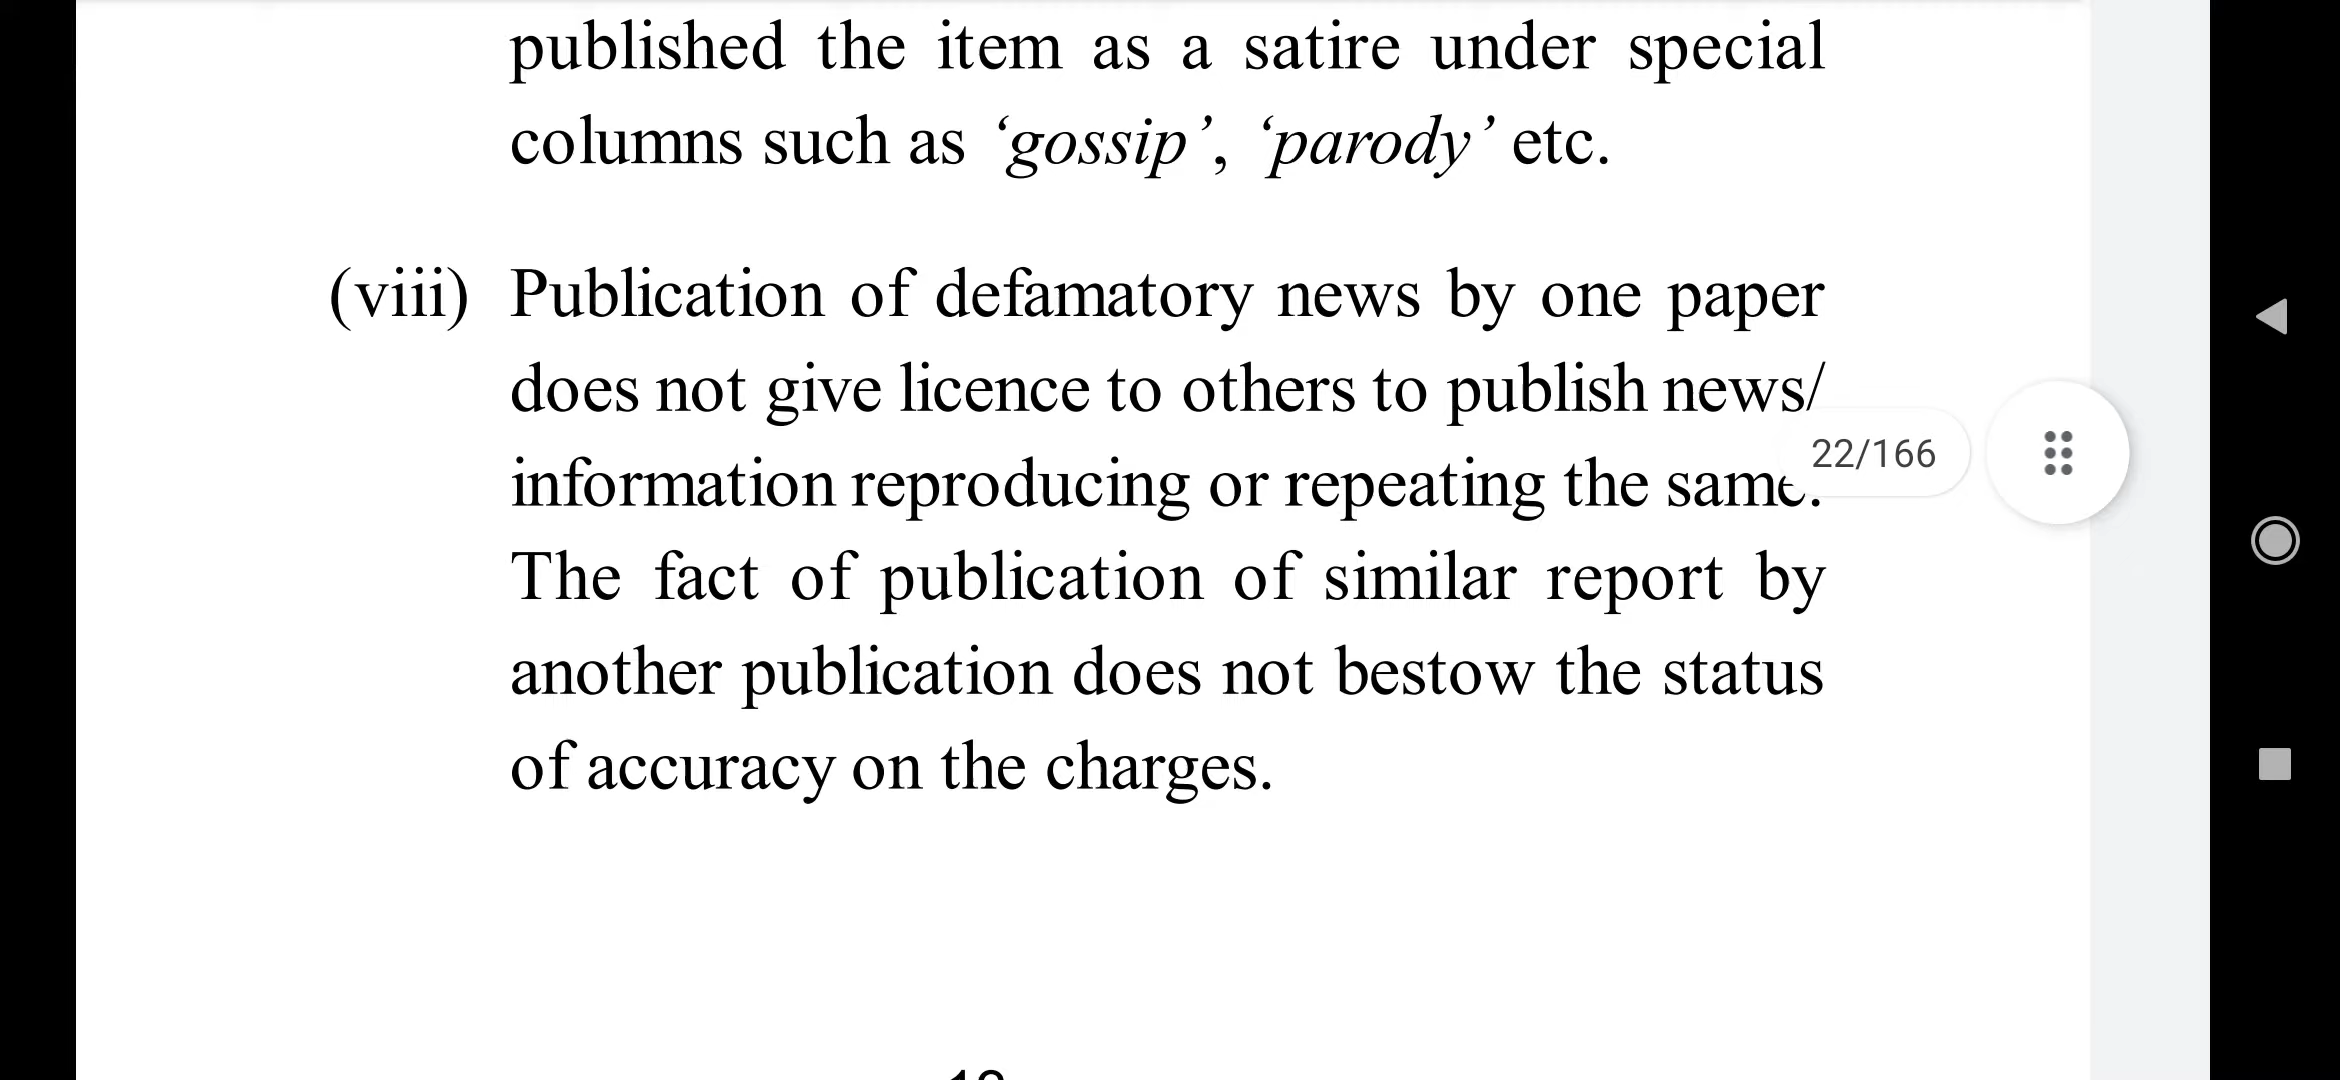 published the item as a satire under special
columns such as ‘gossip’, ‘parody’ etc.
(viii) Publication of defamatory news by one paper
does not give licence to others to publish news/
information reproducing or repeating the same.
22/166
The fact of publication of similar report by
another publication does not bestow the status
of accuracy on the charges.